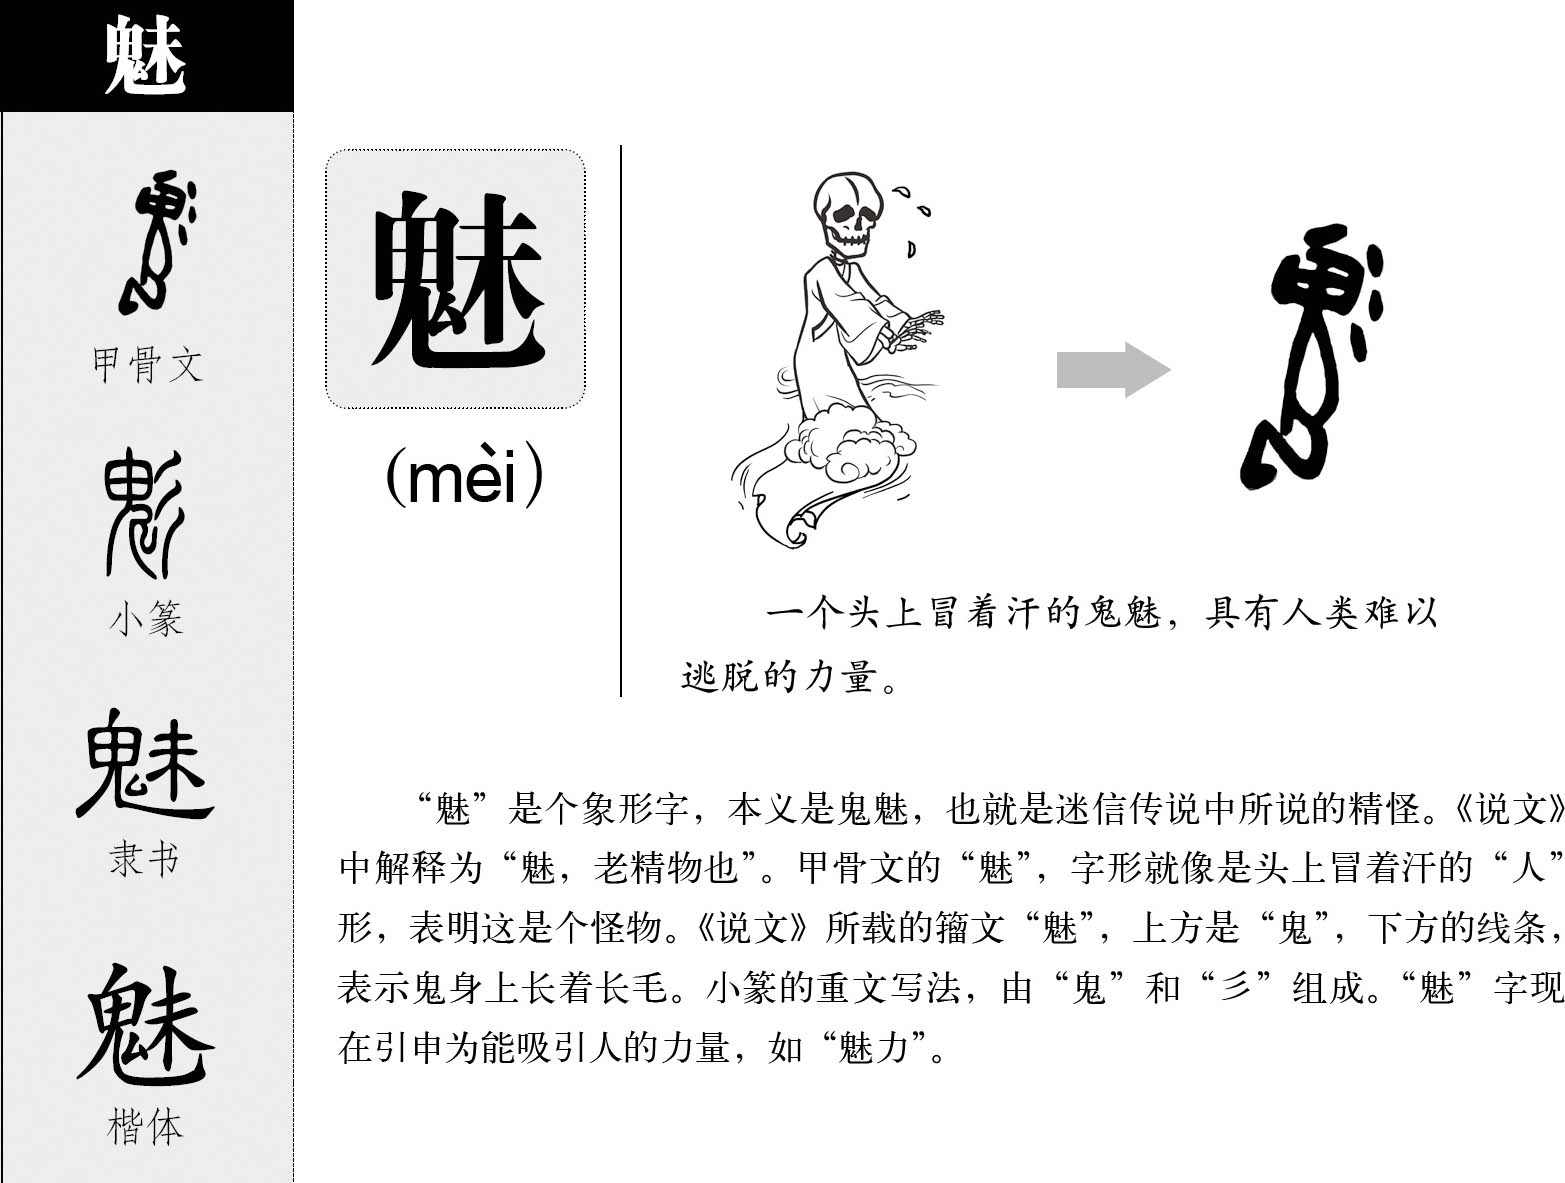 魅
甲骨文
小篆
隶书
楷体
魅
(mèi)
一个头上冒着汗的鬼魅，具有人类难以
逃脱的力量。
“魅”是个象形字，本义是鬼魅，也就是迷信传说中所说的精怪。《说文》
中解释为“魅，老精物也”。甲骨文的“魅”，字形就像是头上冒着汗的“人”
形，表明这是个怪物。《说文》所载的籀文“魅”，上方是“鬼”，下方的线条，
表示鬼身上长着长毛。小篆的重文写法，由“鬼”和“彡”组成。“魅”字现
在引申为能吸引人的力量，如“魅力”。